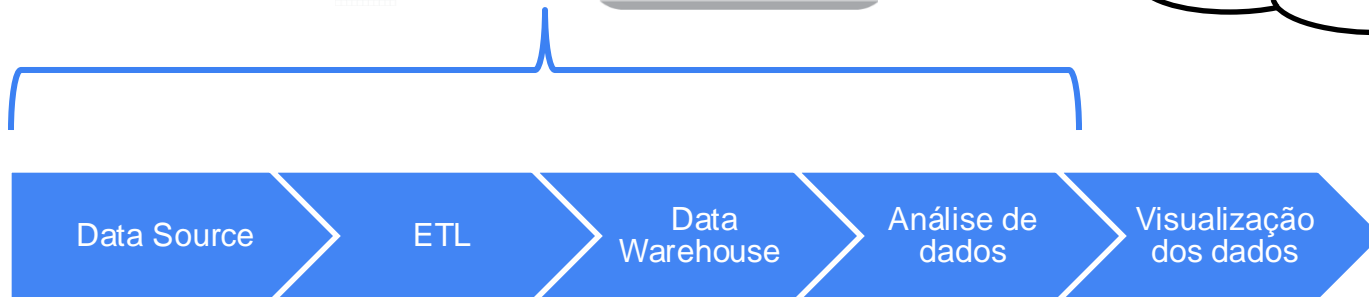 Data Source
ETL
Data
Warehouse
Análise de
dados
Visualização
dos dados